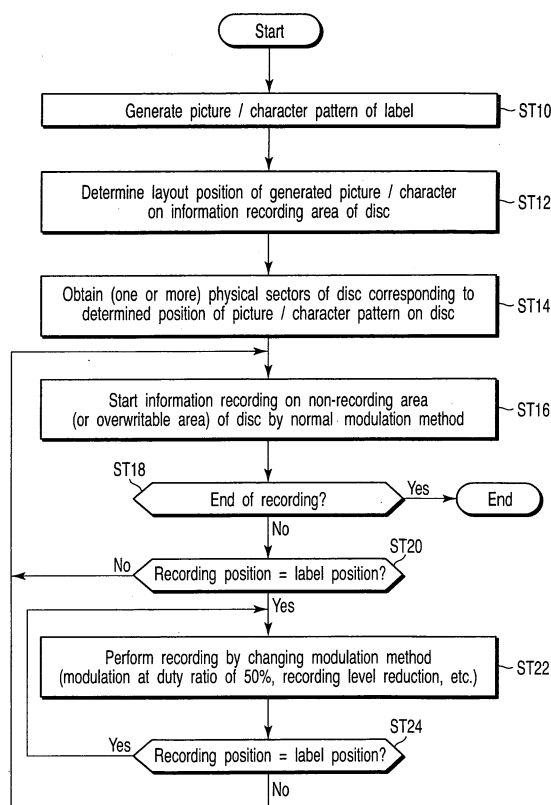 Start
Generate picture / character pattern of label
ST10
Determine layout position of generated picture / character
on information recording area of disc
ST12
Obtain (one or more) physical sectors of disc corresponding to
determined position of picture / character pattern on disc
ST14
Start information recording on non-recording area
(or overwritable area) of disc by normal modulation method
ST16
ST18
End of recording?
Yes
End
No
ST20
No
Recording position = label position?
Yes
Perform recording by changing modulation method
(modulation at duty ratio of 50%, recording level reduction, etc.)
ST22
ST24
Yes
Recording position = label position?
No